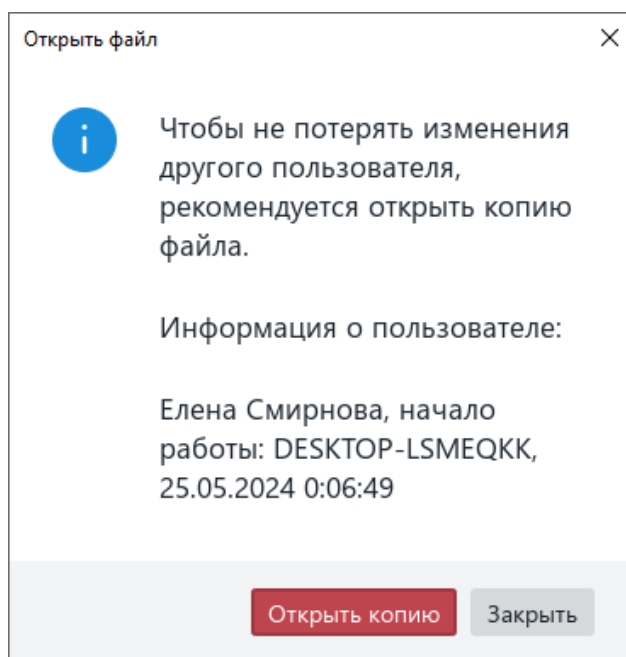 Открыть файл
Чтобы не потерять изменения
другого пользователя,
рекомендуется открыть копию
файла.
Информация о пользователе:
Елена Смирнова, начало
работы: DESKTOP-LSMEQKK,
25.05.2024 0:06:49
Открыть копию
Закрыть